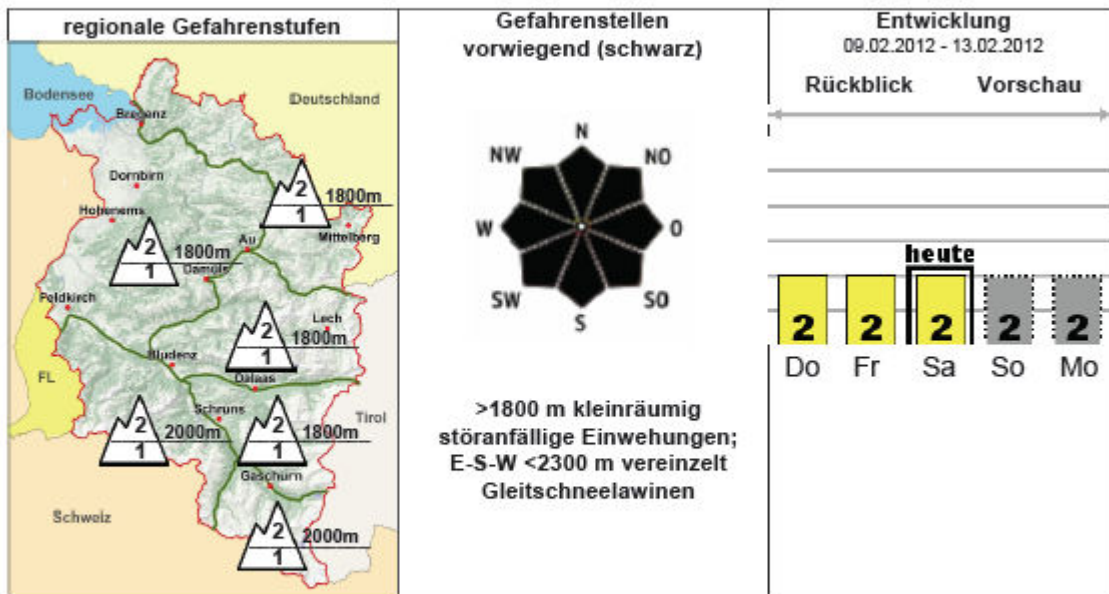 regionale Gefahrenstufen
Bodensee
Deutschland
Bregenz
Dornbirn
2
1800m
1
Hohenems
Mittelberg
Au
2
1800m
1
Damüls
Feldkirch
Lech
2
1800m
1
Bludenz
FL
Dalaas
Schruns
Tirol
2
2000m
1
2
1800m
1
Gaschurn
Schweiz
2
2000m
1
Gefahrenstellen
vorwiegend (schwarz)
N
NW
NO
W
O
SW
SO
S
>1800 m kleinräumig
störanfällige Einwehungen;
E-S-W <2300 m vereinzelt
Gleitschneelawinen
Entwicklung
09.02.2012 - 13.02.2012
Rückblick Vorschau
heute
2 2 2 2 2
Do Fr Sa So Mo